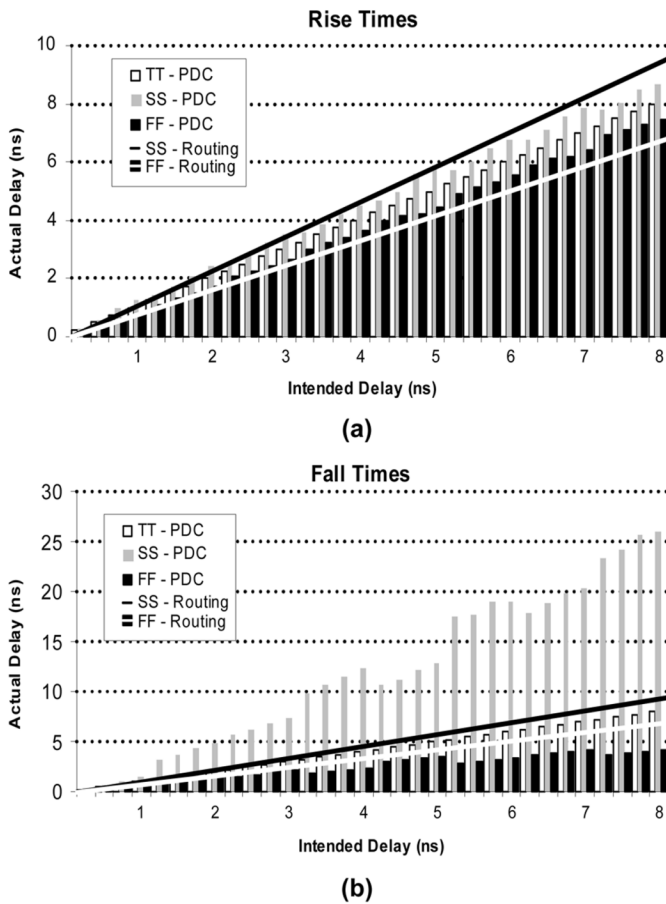 Rise Times
10
8
6
4
2
0
Actual Delay (ns)
TT - PDC
SS - PDC
FF - PDC
SS - Routing
FF - Routing
1 2 3 4 5 6 7 8
Intended Delay (ns)
(a)
Fall Times
30
25
20
15
10
5
0
Actual Delay (ns)
TT - PDC
SS - PDC
FF - PDC
SS - Routing
FF - Routing
1 2 3 4 5 6 7 8
Intended Delay (ns)
(b)